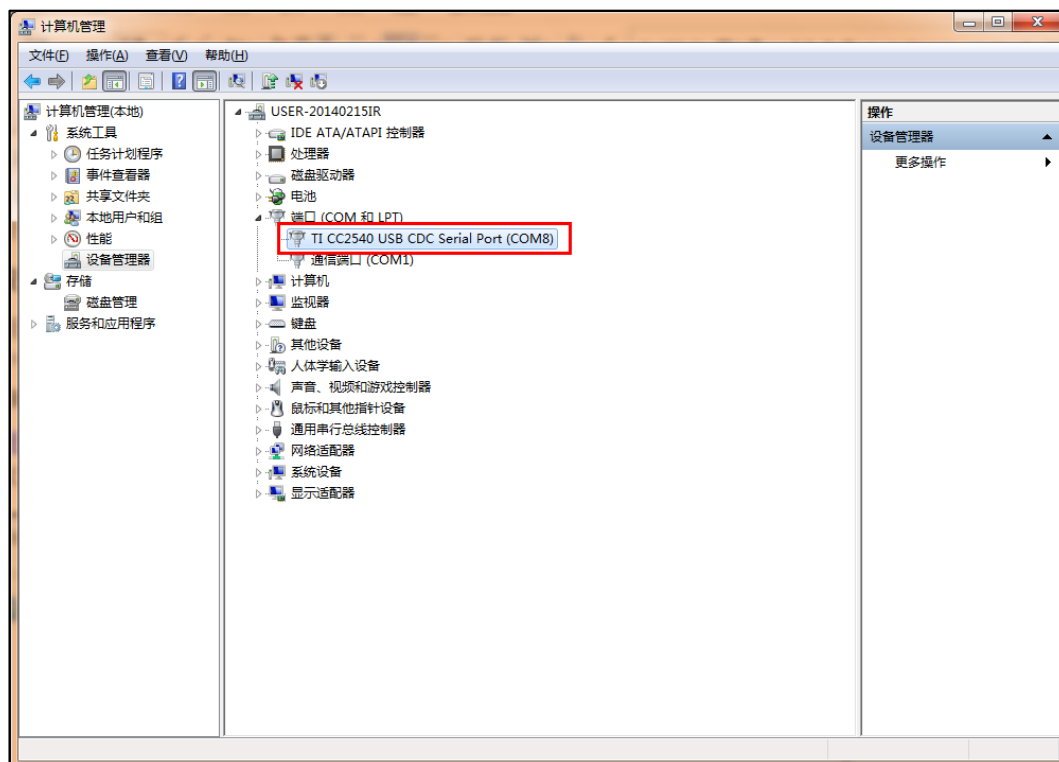 计算机管理
文件(F) 操作(A) 查看(V) 帮助(H)
计算机管理(本地)
系统工具
任务计划程序
事件查看器
共享文件夹
本地用户和组
性能
设备管理器
存储
磁盘管理
服务和应用程序
USER-20140215IR
IDE ATA/ATAPI 控制器
处理器
磁盘驱动器
电池
端口 (COM 和 LPT)
TI CC2540 USB CDC Serial Port (COM8)
通信端口 (COM1)
计算机
监视器
键盘
其他设备
人体学输入设备
声音、视频和游戏控制器
鼠标和其他指针设备
通用串行总线控制器
网络适配器
系统设备
显示适配器
操作
设备管理器
更多操作